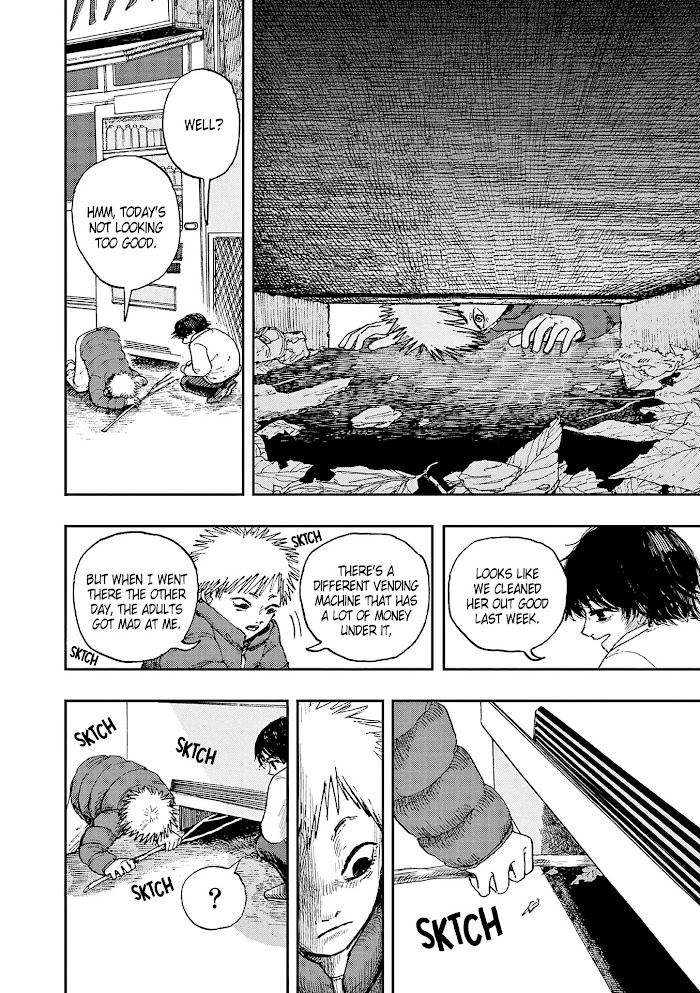 WELL?
HMM, TODAY'S
NOT LOOKING
TOO GOOD.
LOOKS LIKE
WE CLEANED
HER OUT GOOD
LAST WEEK.
SKTCH
THERE'S A
DIFFERENT VENDING
MACHINE THAT HAS
A LOT OF MONEY
UNDER IT,
BUT WHEN I WENT
THERE THE OTHER
DAY, THE ADULTS
GOT MAD AT ME.
SKTCH
SKTCH
SKTCH
SKTCH
SKTCH
?